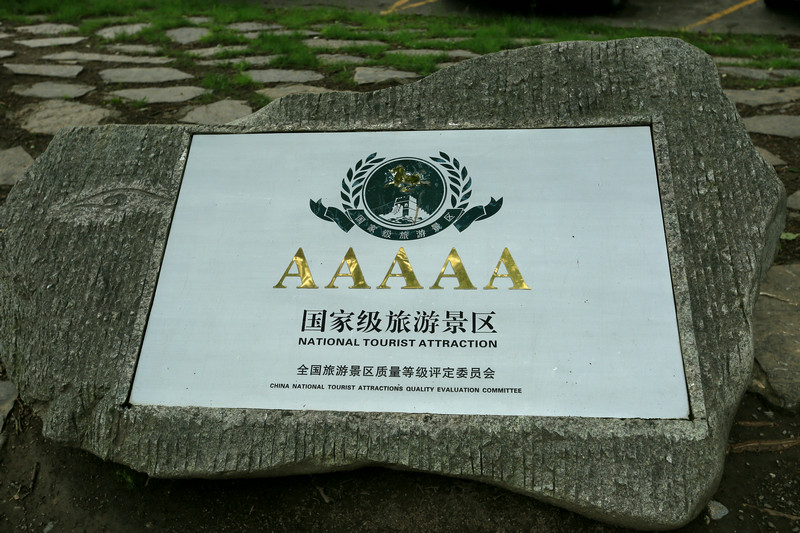 国家级旅游景区
AAAAA
国家级旅游景区
NATIONAL TOURIST ATTRACTION
全国旅游景区质量等级评定委员会
CHINA NATIONAL TOURIST ATTRACTIONS QUALITY EVALUATION COMMITTEE